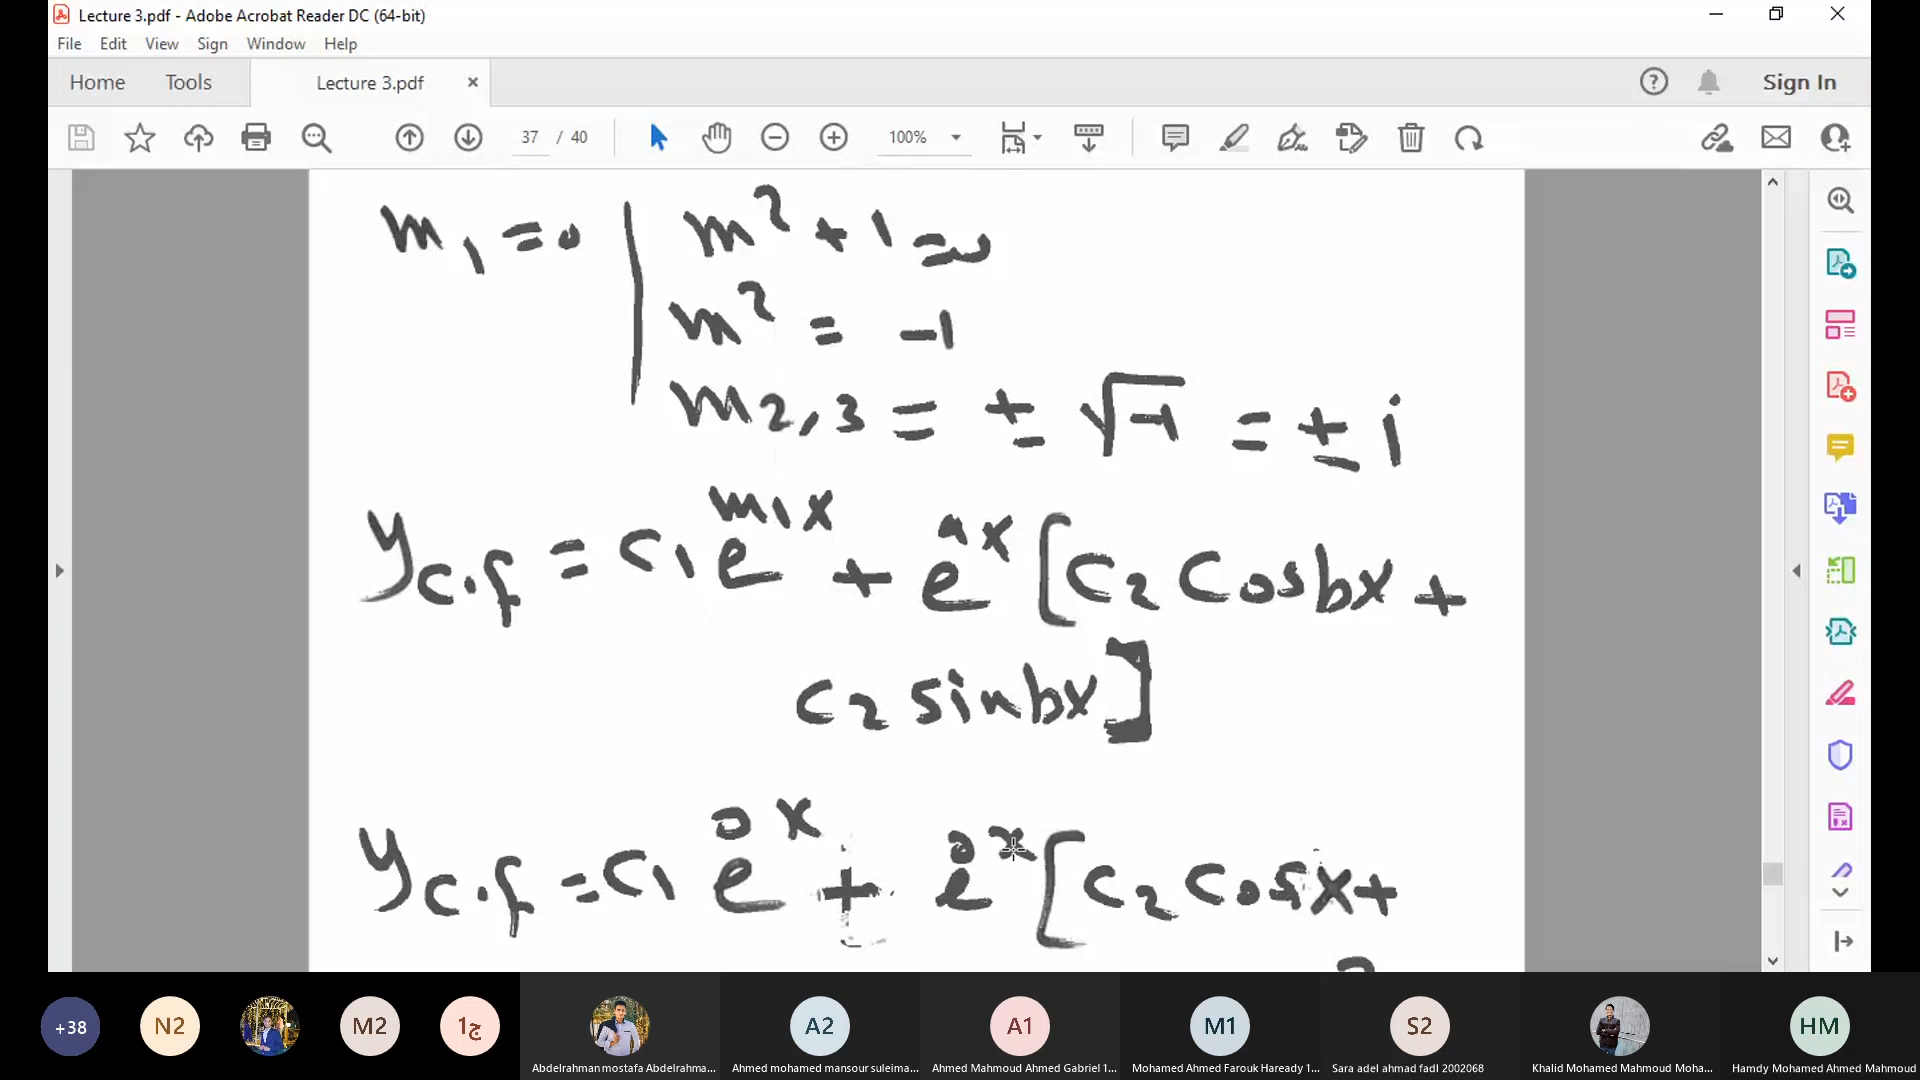 Lecture 3.pdf - Adobe Acrobat Reader DC (64-bit)
File Edit View Sign Window Help
Home Tools Lecture 3.pdf × Sign In
37 / 40 100%
m₁ = 0 | m² + 1 = 0
m² = -1
m₂,₃ = ± √-1 = ± i
y_c.f = c₁ e^{m₁x} + e^{ax} [c₂ cos bx +
c₂ sin bx]
y_c.f = c₁ e^{0x} + e^{0x} [c₂ cos x +
+38 N2 M2 ج1 A2 A1 M1 S2 HM
Abdelrahman mostafa Abdelrahma... Ahmed mohamed mansour suleima... Ahmed Mahmoud Ahmed Gabriel 1... Mohamed Ahmed Farouk Haready 1... Sara adel ahmad fadl 2002068 Khalid Mohamed Mahmoud Moha... Hamdy Mohamed Ahmed Mahmoud